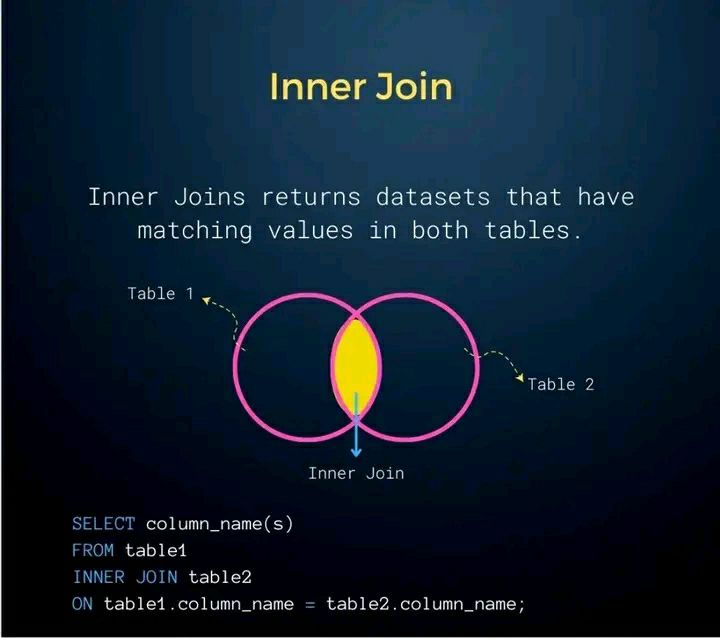 Inner Join
Inner Joins returns datasets that have
matching values in both tables.
Table 1
Table 2
Inner Join
SELECT column_name(s)
FROM table1
INNER JOIN table2
ON table1.column_name = table2.column_name;